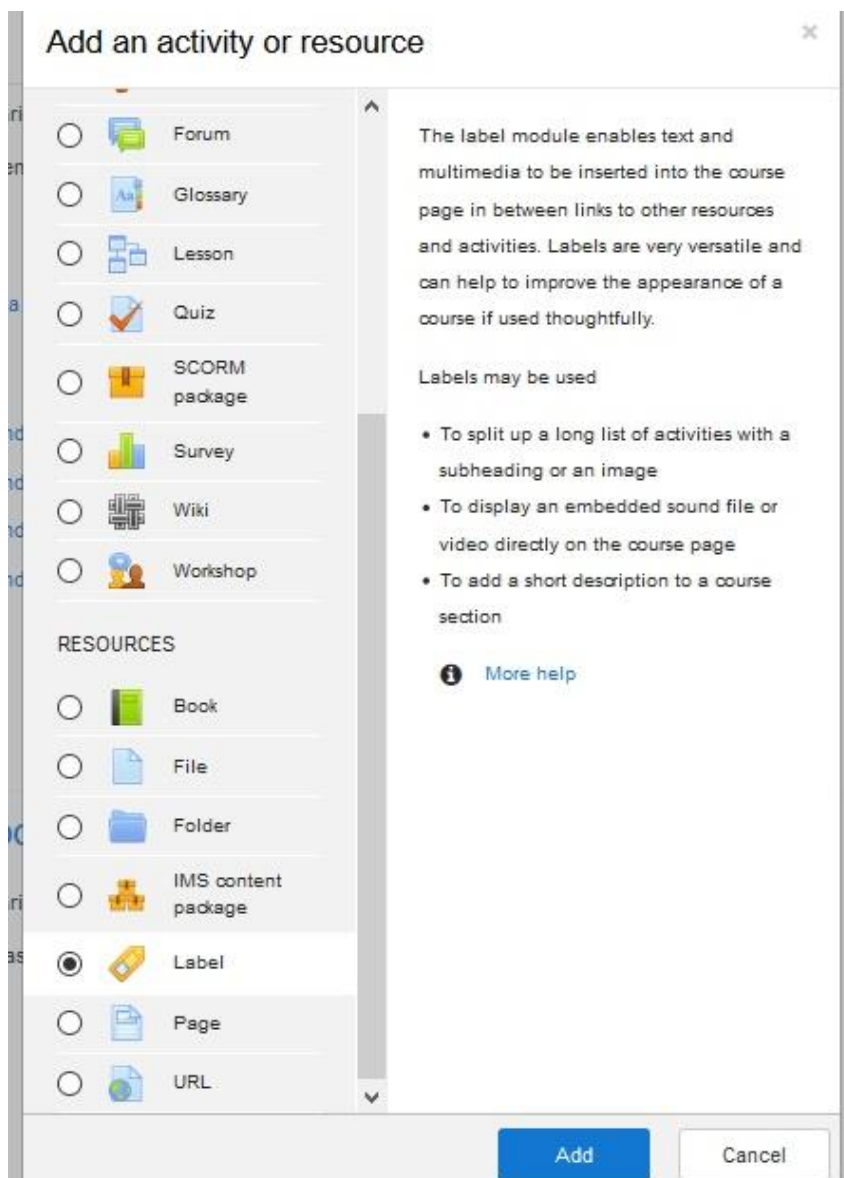 Add an activity or resource
×
Forum
Glossary
Lesson
Quiz
SCORM
package
Survey
Wiki
Workshop
RESOURCES
Book
File
Folder
IMS content
package
Label
Page
URL
The label module enables text and
multimedia to be inserted into the course
page in between links to other resources
and activities. Labels are very versatile and
can help to improve the appearance of a
course if used thoughtfully.
Labels may be used
• To split up a long list of activities with a
subheading or an image
• To display an embedded sound file or
video directly on the course page
• To add a short description to a course
section
More help
Add
Cancel